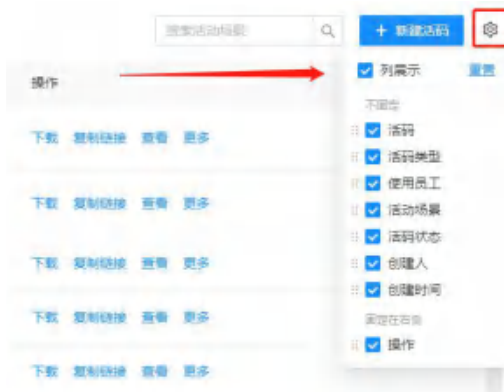 搜索活动场景
+ 新建活码
操作
列展示 重置
不固定
活码
活码类型
使用员工
活动场景
活码状态
创建人
创建时间
固定在右侧
操作
下载 复制链接 查看 更多
下载 复制链接 查看 更多
下载 复制链接 查看 更多
下载 复制链接 查看 更多
下载 复制链接 查看 更多